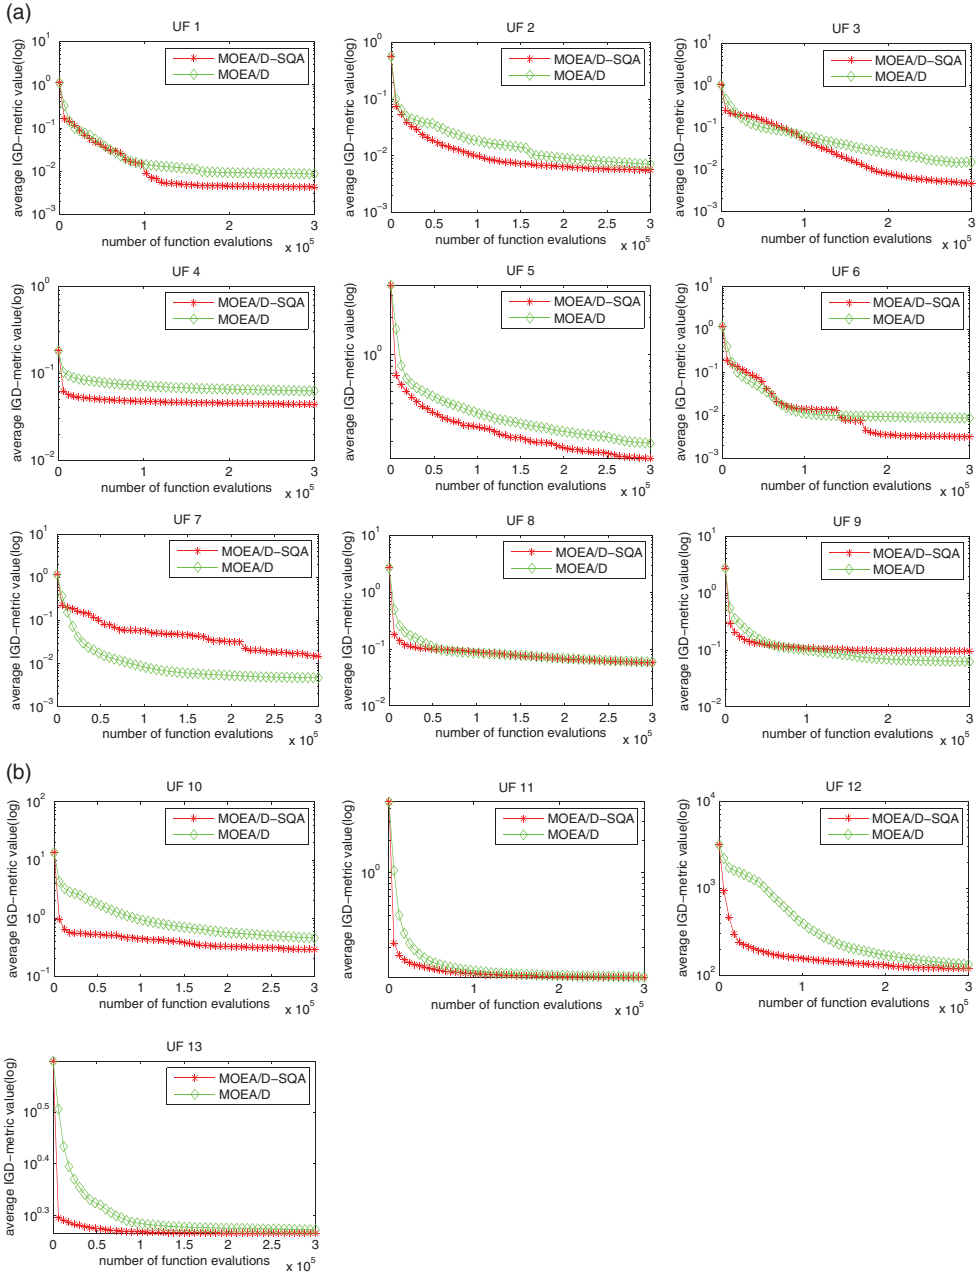 (a)
UF 1
average IGD-metric value(log)
10^1
10^0
10^-1
10^-2
10^-3
MOEA/D-SQA
MOEA/D
0 1 2 3
number of function evalutions
x 10^5
UF 2
average IGD-metric value(log)
10^0
10^-1
10^-2
10^-3
MOEA/D-SQA
MOEA/D
0 0.5 1 1.5 2 2.5 3
number of function evalutions
x 10^5
UF 3
average IGD-metric value(log)
10^1
10^0
10^-1
10^-2
10^-3
MOEA/D-SQA
MOEA/D
0 1 2 3
number of function evalutions
x 10^5
UF 4
average IGD-metric value(log)
10^0
10^-1
10^-2
MOEA/D-SQA
MOEA/D
0 1 2 3
number of function evalutions
x 10^5
UF 5
average IGD-metric value(log)
10^0
MOEA/D-SQA
MOEA/D
0 0.5 1 1.5 2 2.5 3
number of function evalutions
x 10^5
UF 6
average IGD-metric value(log)
10^1
10^0
10^-1
10^-2
10^-3
MOEA/D-SQA
MOEA/D
0 1 2 3
number of function evalutions
x 10^5
UF 7
average IGD-metric value(log)
10^1
10^0
10^-1
10^-2
10^-3
MOEA/D-SQA
MOEA/D
0 0.5 1 1.5 2 2.5 3
number of function evalutions
x 10^5
UF 8
average IGD-metric value(log)
10^1
10^0
10^-1
10^-2
MOEA/D-SQA
MOEA/D
0 0.5 1 1.5 2 2.5 3
number of function evalutions
x 10^5
UF 9
average IGD-metric value(log)
10^1
10^0
10^-1
10^-2
MOEA/D-SQA
MOEA/D
0 1 2 3
number of function evalutions
x 10^5
(b)
UF 10
average IGD-metric value(log)
10^2
10^1
10^0
10^-1
MOEA/D-SQA
MOEA/D
0 0.5 1 1.5 2 2.5 3
number of function evalutions
x 10^5
UF 11
average IGD-metric value(log)
10^0
MOEA/D-SQA
MOEA/D
0 1 2 3
number of function evalutions
x 10^5
UF 12
average IGD-metric value(log)
10^4
10^3
10^2
MOEA/D-SQA
MOEA/D
0 1 2 3
number of function evalutions
x 10^5
UF 13
average IGD-metric value(log)
10^0.5
10^0.4
10^0.3
MOEA/D-SQA
MOEA/D
0 0.5 1 1.5 2 2.5 3
number of function evalutions
x 10^5